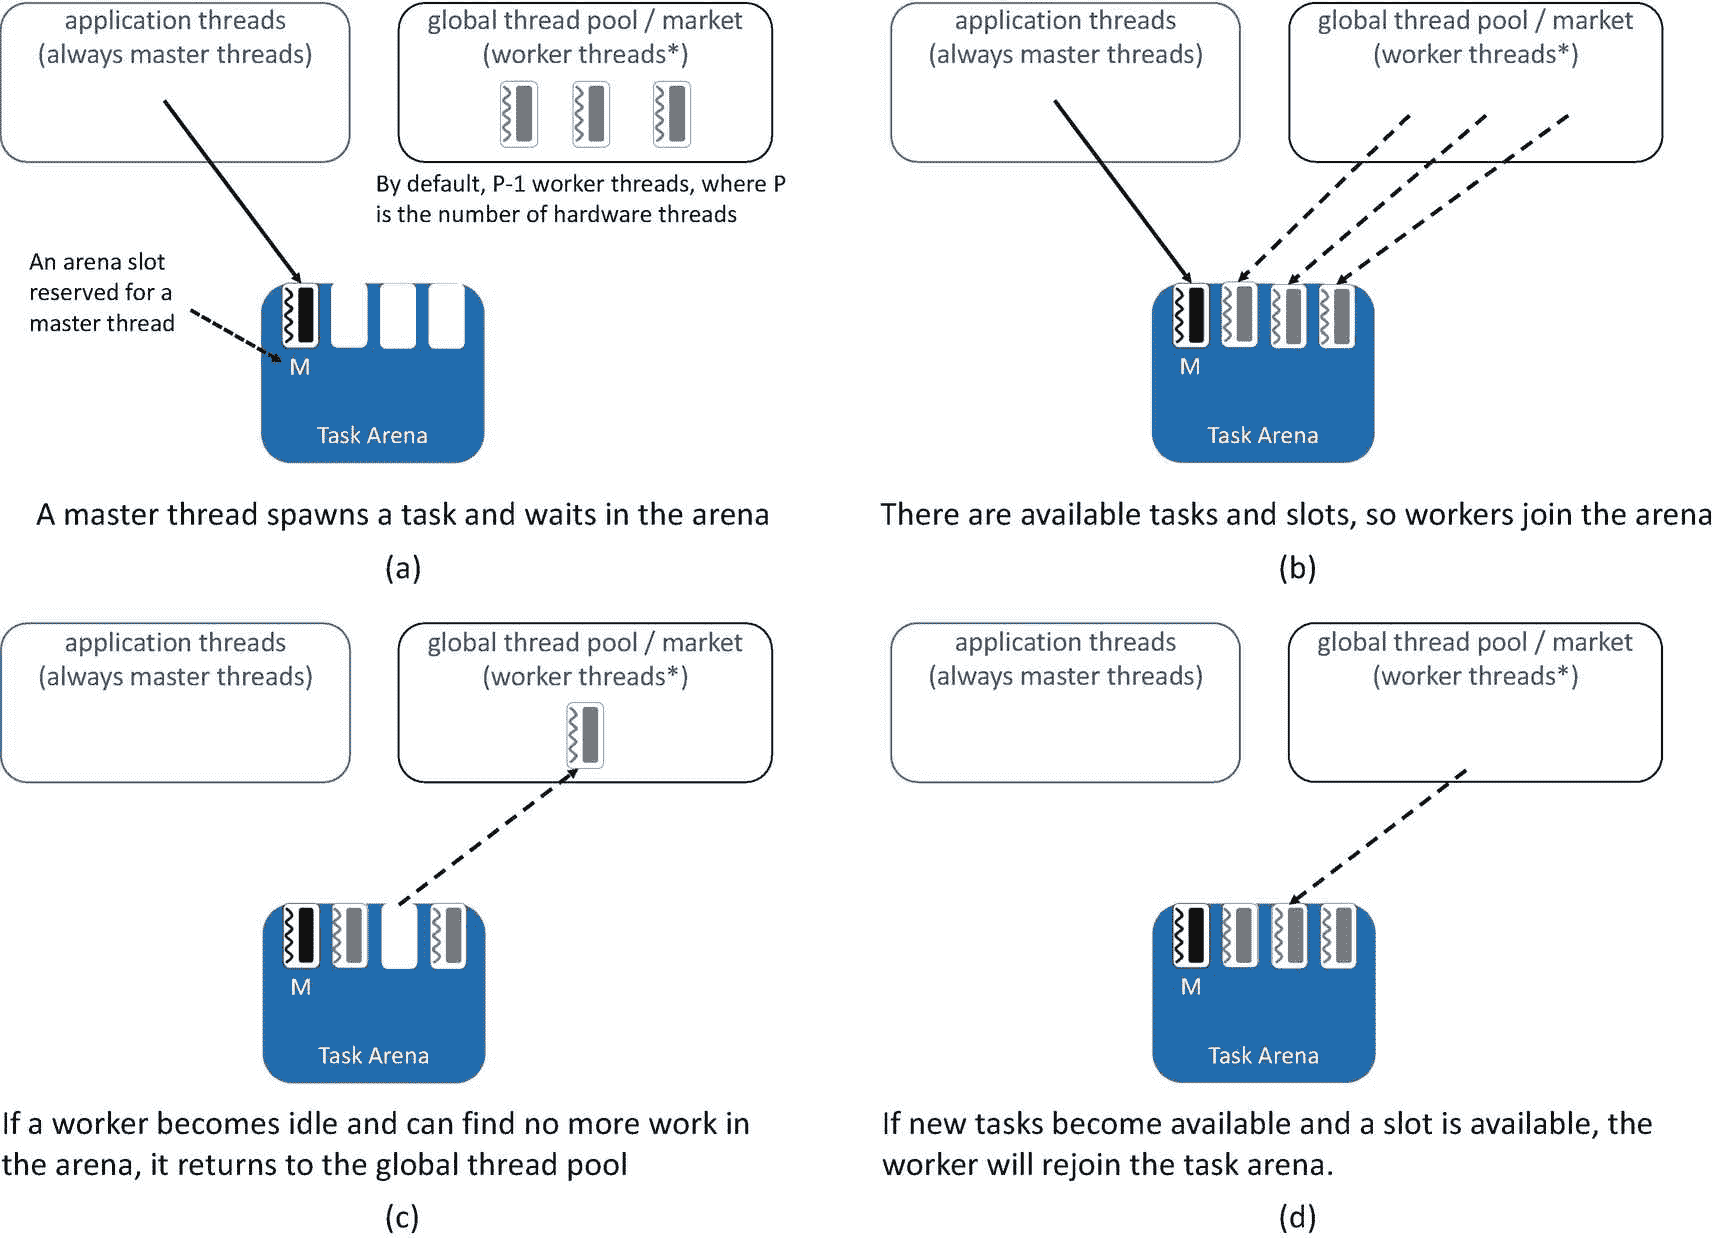 application threads
(always master threads)
global thread pool / market
(worker threads*)
By default, P-1 worker threads, where P
is the number of hardware threads
An arena slot
reserved for a
master thread
M
Task Arena
A master thread spawns a task and waits in the arena
(a)
application threads
(always master threads)
global thread pool / market
(worker threads*)
M
Task Arena
There are available tasks and slots, so workers join the arena
(b)
application threads
(always master threads)
global thread pool / market
(worker threads*)
M
Task Arena
If a worker becomes idle and can find no more work in
the arena, it returns to the global thread pool
(c)
application threads
(always master threads)
global thread pool / market
(worker threads*)
M
Task Arena
If new tasks become available and a slot is available, the
worker will rejoin the task arena.
(d)